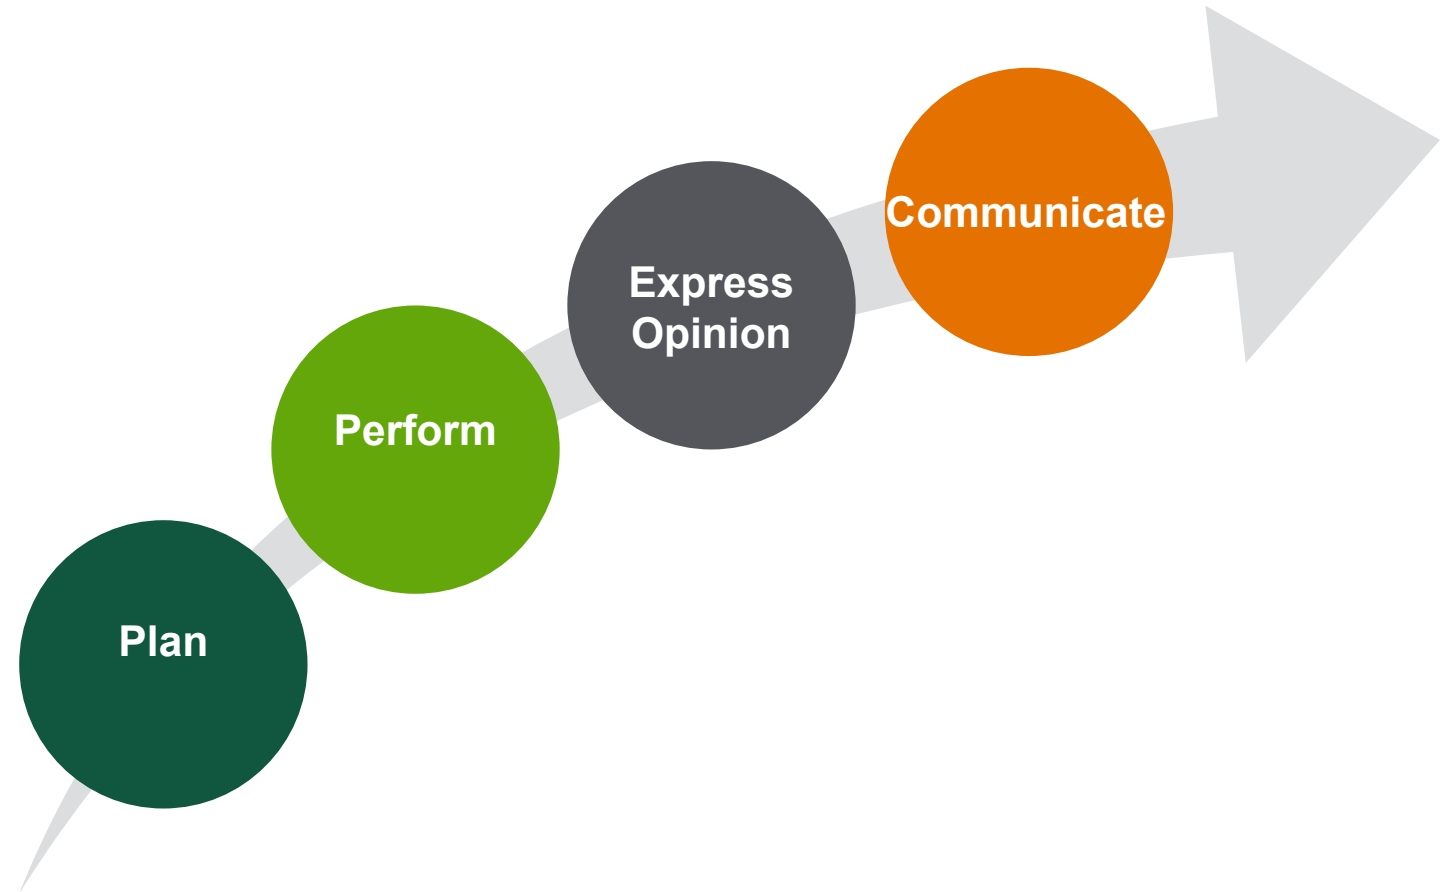 Plan
Perform
Express
Opinion
Communicate